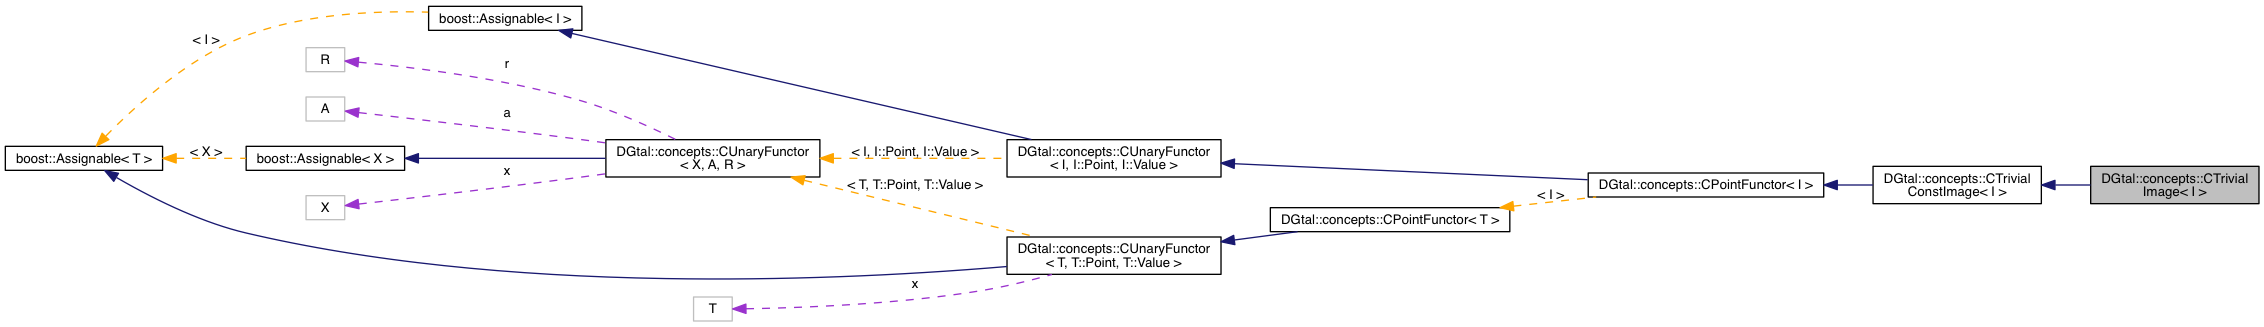 boost::Assignable< I >
< I >
R
r
A
a
boost::Assignable< T >
< X >
boost::Assignable< X >
DGtal::concepts::CUnaryFunctor
< X, A, R >
x
X
< I, I::Point, I::Value >
< T, T::Point, T::Value >
DGtal::concepts::CUnaryFunctor
< I, I::Point, I::Value >
DGtal::concepts::CPointFunctor< T >
< I >
DGtal::concepts::CPointFunctor< I >
DGtal::concepts::CTrivial
ConstImage< I >
DGtal::concepts::CTrivial
Image< I >
DGtal::concepts::CUnaryFunctor
< T, T::Point, T::Value >
x
T